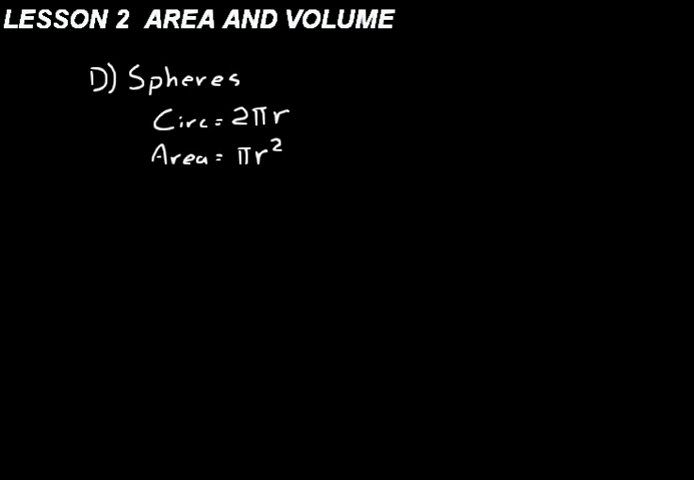 LESSON 2 AREA AND VOLUME
D) Spheres
Circ = 2πr
Area = πr²